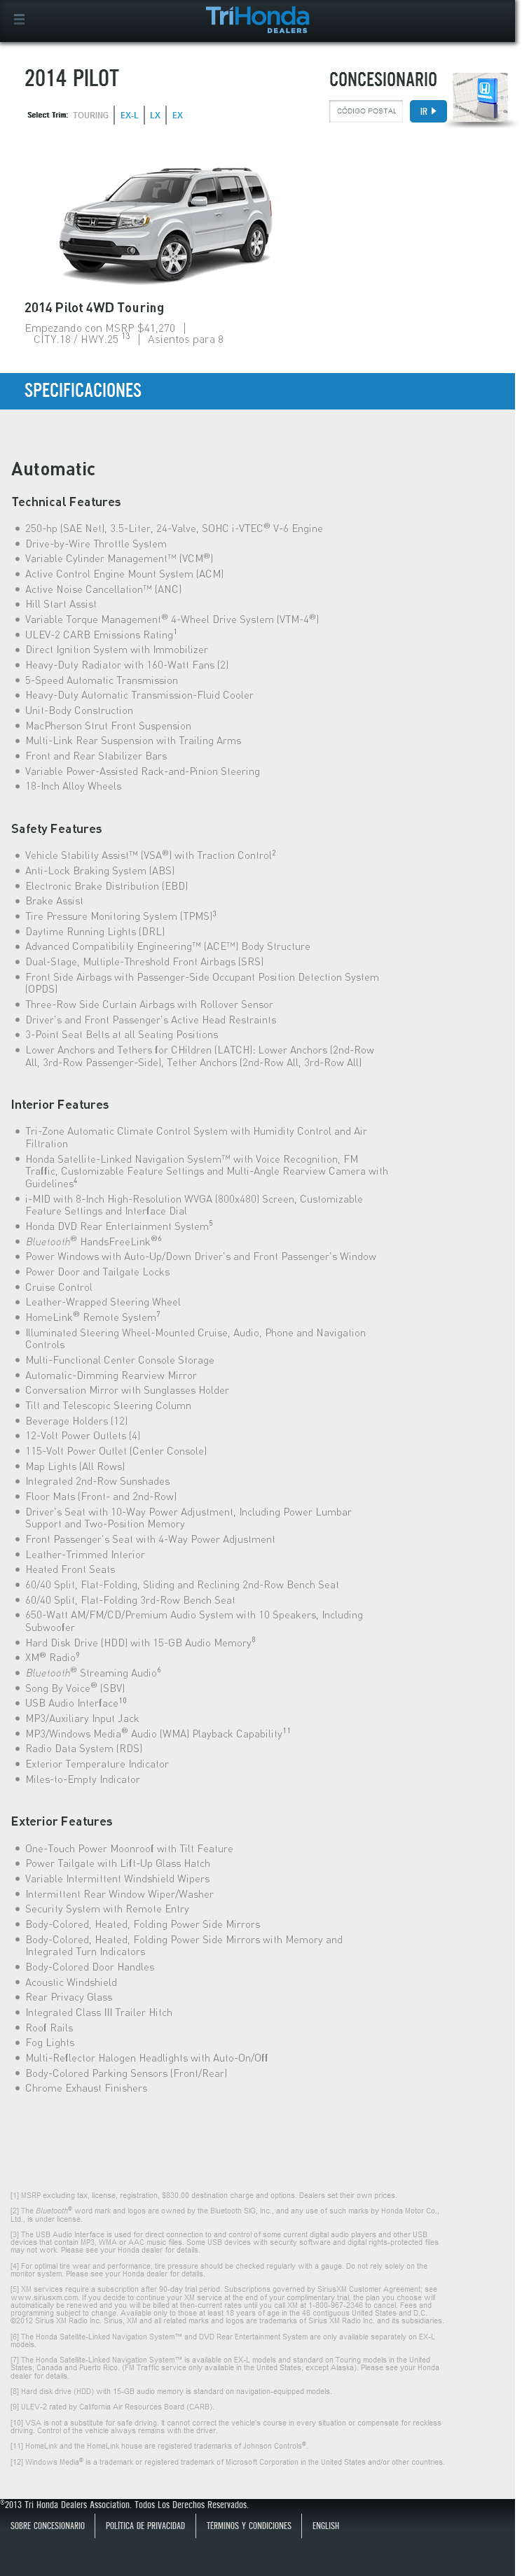 TriHonda
DEALERS
2014 PILOT
CONCESIONARIO
Select Trim: TOURING EX-L LX EX
CÓDIGO POSTAL
IR
2014 Pilot 4WD Touring
Empezando con MSRP $41,270 |
CITY.18 / HWY.25 13 | Asientos para 8
SPECIFICACIONES
Automatic
Technical Features
250-hp (SAE Net), 3.5-Liter, 24-Valve, SOHC i-VTEC® V-6 Engine
Drive-by-Wire Throttle System
Variable Cylinder Management™ (VCM®)
Active Control Engine Mount System (ACM)
Active Noise Cancellation™ (ANC)
Hill Start Assist
Variable Torque Management® 4-Wheel Drive System (VTM-4®)
ULEV-2 CARB Emissions Rating1
Direct Ignition System with Immobilizer
Heavy-Duty Radiator with 160-Watt Fans (2)
5-Speed Automatic Transmission
Heavy-Duty Automatic Transmission-Fluid Cooler
Unit-Body Construction
MacPherson Strut Front Suspension
Multi-Link Rear Suspension with Trailing Arms
Front and Rear Stabilizer Bars
Variable Power-Assisted Rack-and-Pinion Steering
18-Inch Alloy Wheels
Safety Features
Vehicle Stability Assist™ (VSA®) with Traction Control2
Anti-Lock Braking System (ABS)
Electronic Brake Distribution (EBD)
Brake Assist
Tire Pressure Monitoring System (TPMS)3
Daytime Running Lights (DRL)
Advanced Compatibility Engineering™ (ACE™) Body Structure
Dual-Stage, Multiple-Threshold Front Airbags (SRS)
Front Side Airbags with Passenger-Side Occupant Position Detection System
(OPDS)
Three-Row Side Curtain Airbags with Rollover Sensor
Driver's and Front Passenger's Active Head Restraints
3-Point Seat Belts at all Seating Positions
Lower Anchors and Tethers for CHildren (LATCH): Lower Anchors (2nd-Row
All, 3rd-Row Passenger-Side), Tether Anchors (2nd-Row All, 3rd-Row All)
Interior Features
Tri-Zone Automatic Climate Control System with Humidity Control and Air
Filtration
Honda Satellite-Linked Navigation System™ with Voice Recognition, FM
Traffic, Customizable Feature Settings and Multi-Angle Rearview Camera with
Guidelines4
i-MID with 8-Inch High-Resolution WVGA (800x480) Screen, Customizable
Feature Settings and Interface Dial
Honda DVD Rear Entertainment System5
Bluetooth® HandsFreeLink®6
Power Windows with Auto-Up/Down Driver's and Front Passenger's Window
Power Door and Tailgate Locks
Cruise Control
Leather-Wrapped Steering Wheel
HomeLink® Remote System7
Illuminated Steering Wheel-Mounted Cruise, Audio, Phone and Navigation
Controls
Multi-Functional Center Console Storage
Automatic-Dimming Rearview Mirror
Conversation Mirror with Sunglasses Holder
Tilt and Telescopic Steering Column
Beverage Holders (12)
12-Volt Power Outlets (4)
115-Volt Power Outlet (Center Console)
Map Lights (All Rows)
Integrated 2nd-Row Sunshades
Floor Mats (Front- and 2nd-Row)
Driver's Seat with 10-Way Power Adjustment, Including Power Lumbar
Support and Two-Position Memory
Front Passenger's Seat with 4-Way Power Adjustment
Leather-Trimmed Interior
Heated Front Seats
60/40 Split, Flat-Folding, Sliding and Reclining 2nd-Row Bench Seat
60/40 Split, Flat-Folding 3rd-Row Bench Seat
650-Watt AM/FM/CD/Premium Audio System with 10 Speakers, Including
Subwoofer
Hard Disk Drive (HDD) with 15-GB Audio Memory8
XM® Radio9
Bluetooth® Streaming Audio6
Song By Voice® (SBV)
USB Audio Interface10
MP3/Auxiliary Input Jack
MP3/Windows Media® Audio (WMA) Playback Capability11
Radio Data System (RDS)
Exterior Temperature Indicator
Miles-to-Empty Indicator
Exterior Features
One-Touch Power Moonroof with Tilt Feature
Power Tailgate with Lift-Up Glass Hatch
Variable Intermittent Windshield Wipers
Intermittent Rear Window Wiper/Washer
Security System with Remote Entry
Body-Colored, Heated, Folding Power Side Mirrors
Body-Colored, Heated, Folding Power Side Mirrors with Memory and
Integrated Turn Indicators
Body-Colored Door Handles
Acoustic Windshield
Rear Privacy Glass
Integrated Class III Trailer Hitch
Roof Rails
Fog Lights
Multi-Reflector Halogen Headlights with Auto-On/Off
Body-Colored Parking Sensors (Front/Rear)
Chrome Exhaust Finishers
[1] MSRP excluding tax, license, registration, $830.00 destination charge and options. Dealers set their own prices.
[2] The Bluetooth® word mark and logos are owned by the Bluetooth SIG, Inc., and any use of such marks by Honda Motor Co.,
Ltd., is under license.
[3] The USB Audio Interface is used for direct connection to and control of some current digital audio players and other USB
devices that contain MP3, WMA or AAC music files. Some USB devices with security software and digital rights-protected files
may not work. Please see your Honda dealer for details.
[4] For optimal tire wear and performance, tire pressure should be checked regularly with a gauge. Do not rely solely on the
monitor system. Please see your Honda dealer for details.
[5] XM services require a subscription after 90-day trial period. Subscriptions governed by SiriusXM Customer Agreement; see
www.siriusxm.com. If you decide to continue your XM service at the end of your complimentary trial, the plan you choose will
automatically be renewed and you will be billed at then-current rates until you call XM at 1-800-967-2346 to cancel. Fees and
programming subject to change. Available only to those at least 18 years of age in the 48 contiguous United States and D.C.
©2012 Sirius XM Radio Inc. Sirius, XM and all related marks and logos are trademarks of Sirius XM Radio Inc. and its subsidiaries.
[6] The Honda Satellite-Linked Navigation System™ and DVD Rear Entertainment System are only available separately on EX-L
models.
[7] The Honda Satellite-Linked Navigation System™ is available on EX-L models and standard on Touring models in the United
States, Canada and Puerto Rico. (FM Traffic service only available in the United States, except Alaska). Please see your Honda
dealer for details.
[8] Hard disk drive (HDD) with 15-GB audio memory is standard on navigation-equipped models.
[9] ULEV-2 rated by California Air Resources Board (CARB).
[10] VSA is not a substitute for safe driving. It cannot correct the vehicle's course in every situation or compensate for reckless
driving. Control of the vehicle always remains with the driver.
[11] HomeLink and the HomeLink house are registered trademarks of Johnson Controls®.
[12] Windows Media® is a trademark or registered trademark of Microsoft Corporation in the United States and/or other countries.
©2013 Tri Honda Dealers Association. Todos Los Derechos Reservados.
SOBRE CONCESIONARIO POLÍTICA DE PRIVACIDAD TÉRMINOS Y CONDICIONES ENGLISH